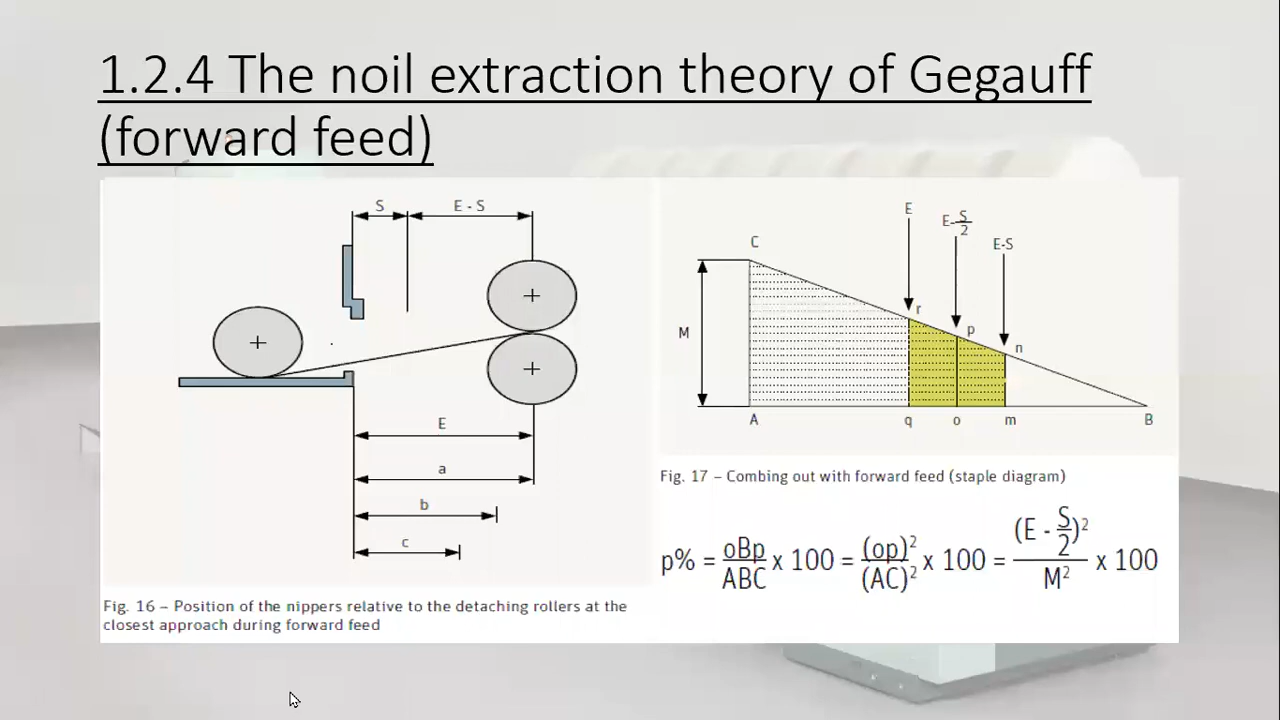 1.2.4 The noil extraction theory of Gegauff
(forward feed)
S
E - S
E
a
b
c
Fig. 16 – Position of the nippers relative to the detaching rollers at the
closest approach during forward feed
E
E-S/2
E-S
C
M
r
p
n
A
q
o
m
B
Fig. 17 – Combing out with forward feed (staple diagram)
p% = oBp/ABC x 100 = (op)²/(AC)² x 100 = (E - S/2)²/M² x 100